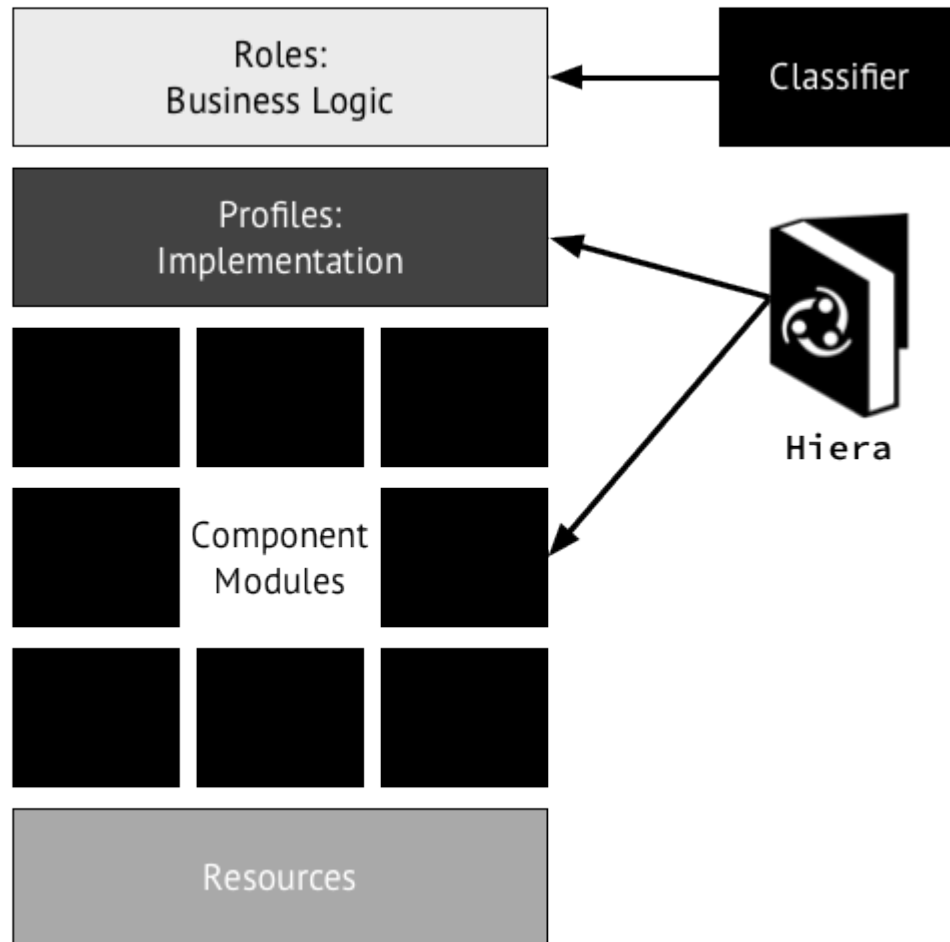 Roles:
Business Logic
Classifier
Profiles:
Implementation
Hiera
Component
Modules
Resources